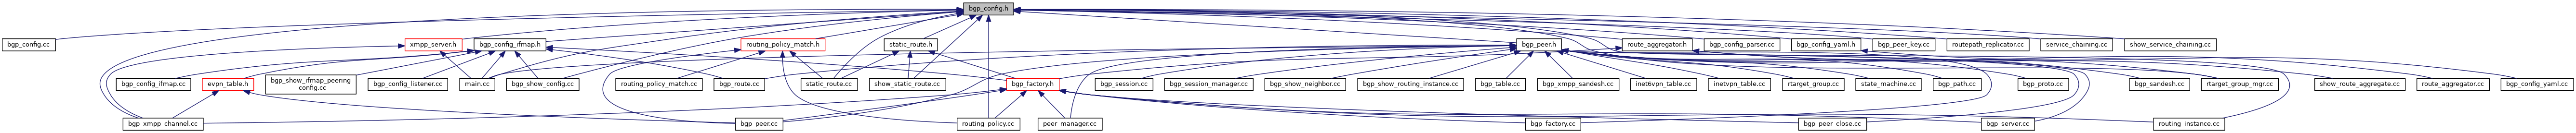 bgp_config.h
bgp_config.cc
xmpp_server.h
bgp_config_ifmap.h
routing_policy_match.h
static_route.h
bgp_peer.h
route_aggregator.h
bgp_config_parser.cc
bgp_config_yaml.h
bgp_peer_key.cc
routepath_replicator.cc
service_chaining.cc
show_service_chaining.cc
bgp_config_ifmap.cc
evpn_table.h
bgp_show_ifmap_peering
_config.cc
bgp_config_listener.cc
main.cc
bgp_show_config.cc
routing_policy_match.cc
bgp_route.cc
static_route.cc
show_static_route.cc
bgp_factory.h
bgp_session.cc
bgp_session_manager.cc
bgp_show_neighbor.cc
bgp_show_routing_instance.cc
bgp_table.cc
bgp_xmpp_sandesh.cc
inet6vpn_table.cc
inetvpn_table.cc
rtarget_group.cc
state_machine.cc
bgp_path.cc
bgp_proto.cc
bgp_sandesh.cc
rtarget_group_mgr.cc
show_route_aggregate.cc
route_aggregator.cc
bgp_config_yaml.cc
bgp_xmpp_channel.cc
bgp_peer.cc
routing_policy.cc
peer_manager.cc
bgp_factory.cc
bgp_peer_close.cc
bgp_server.cc
routing_instance.cc